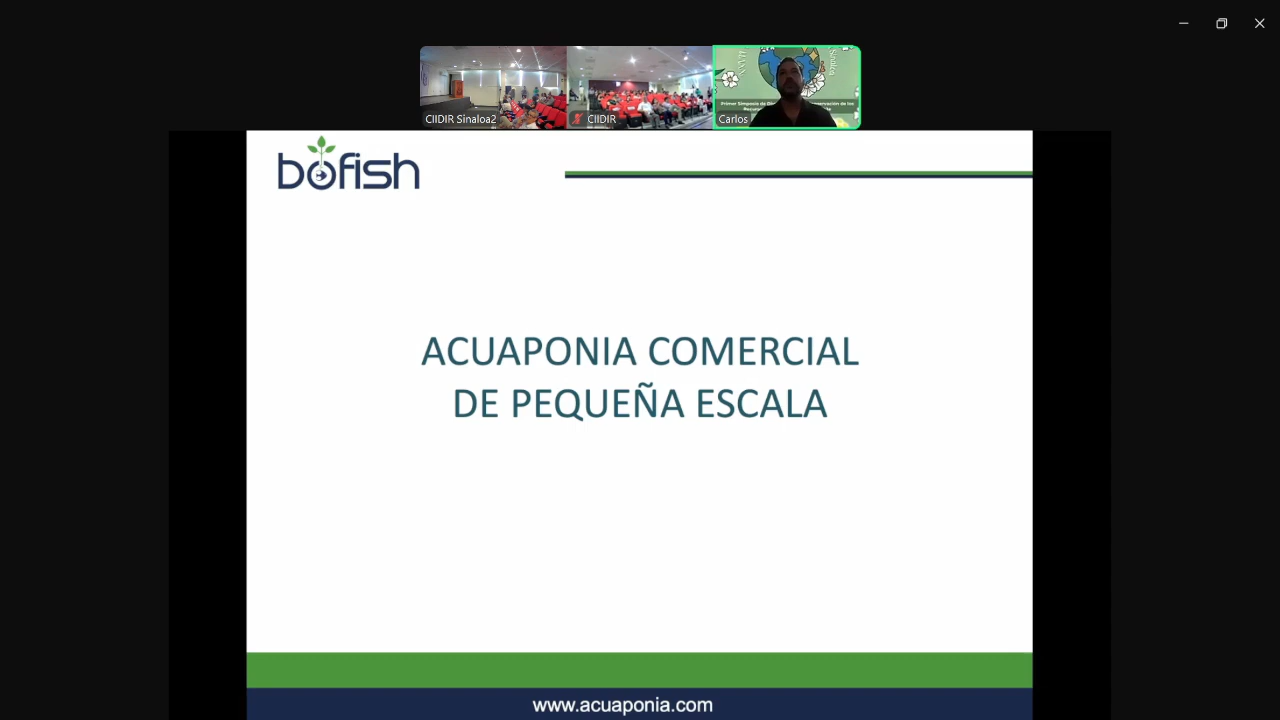 CIIDIR Sinaloa2
CIIDIR
Carlos
bofish
ACUAPONIA COMERCIAL
DE PEQUEÑA ESCALA
www.acuaponia.com